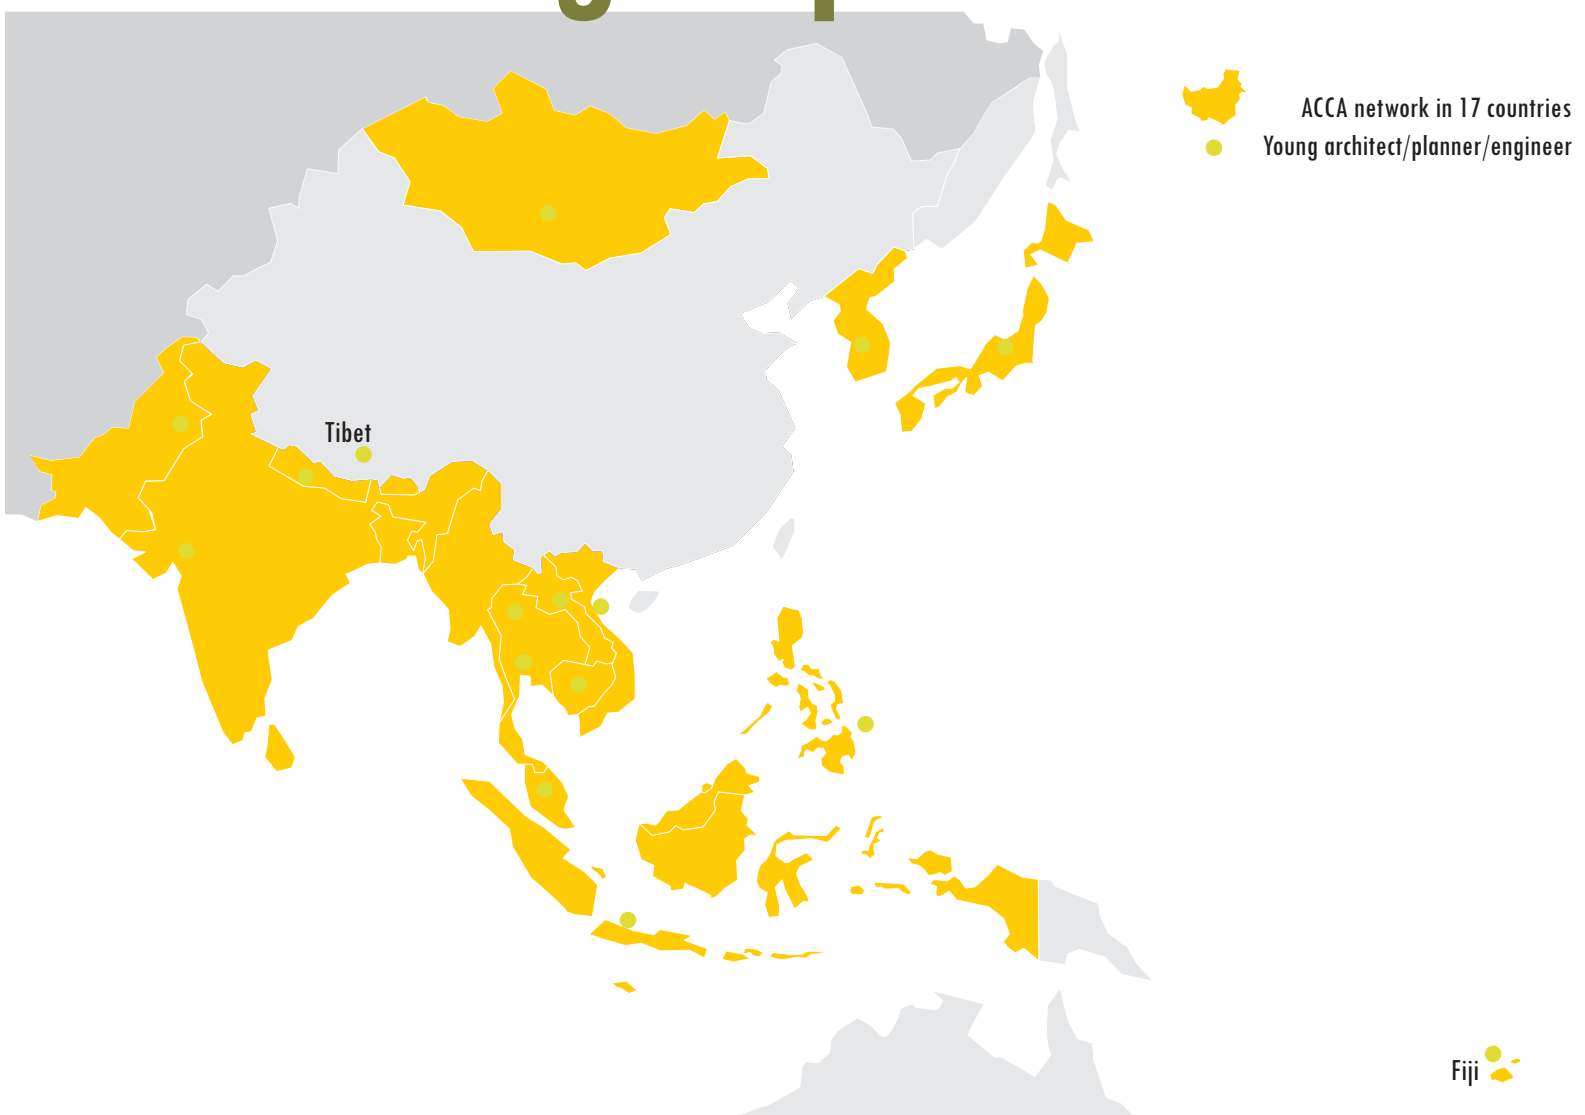 ACCA network in 17 countries
Young architect/planner/engineer
Tibet
Fiji